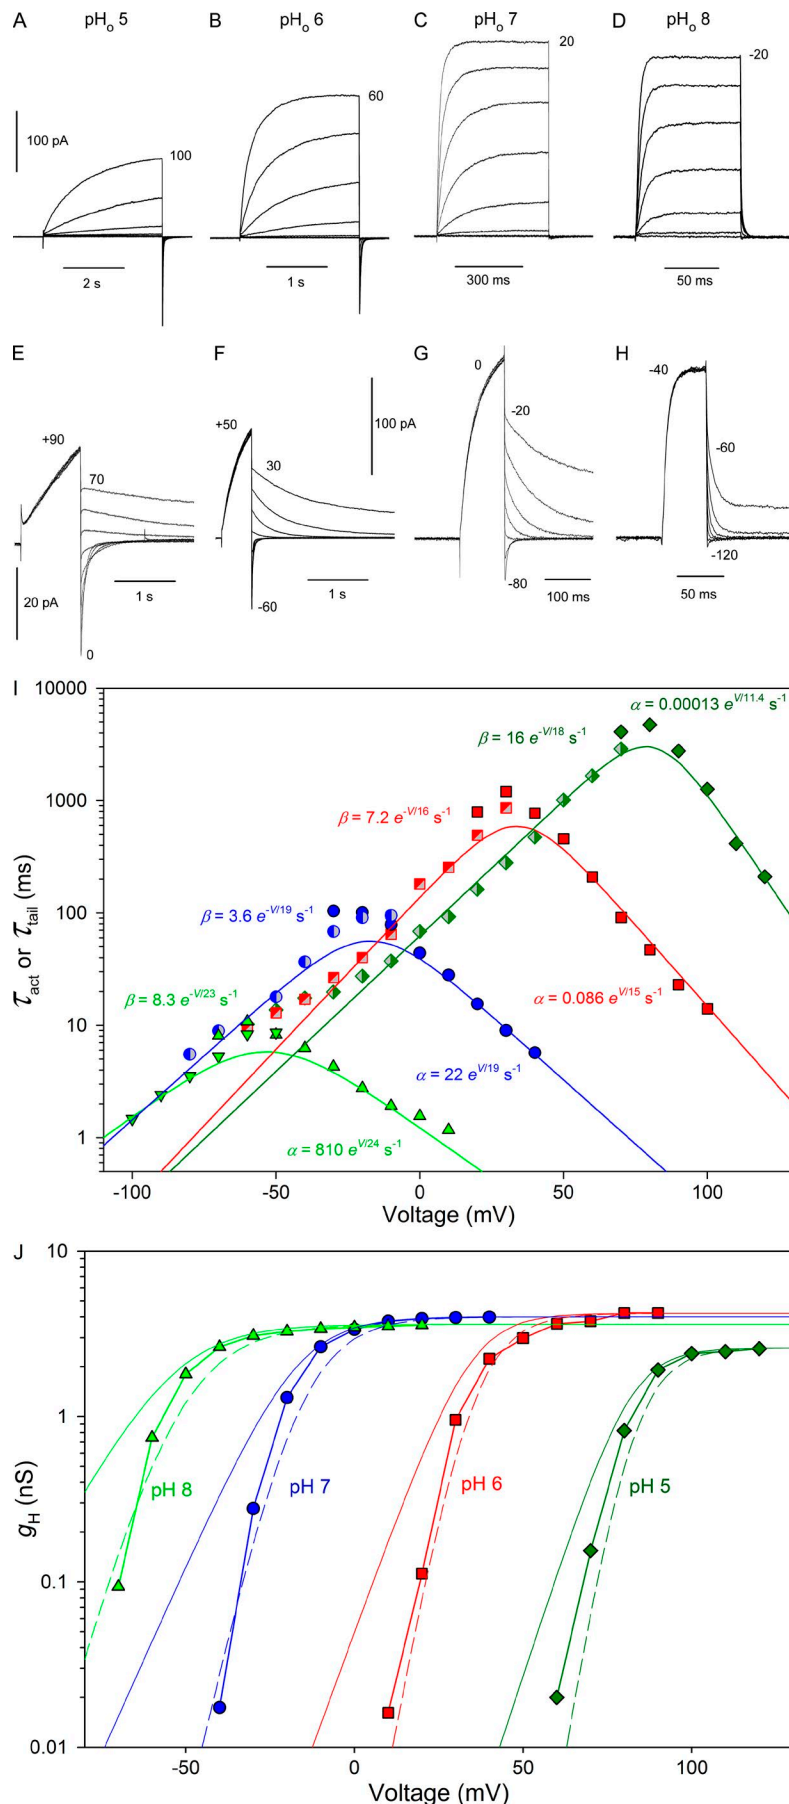 A pHo 5 B pHo 6 C pHo 7 D pHo 8
20 -20
60
100 pA 100
2 s 1 s 300 ms 50 ms
E F G H
0 -40
+50 100 pA
+90 -20
30 -60
70
-120
20 pA 1 s -60 1 s -80 100 ms 50 ms
0
I
10000
α = 0.00013 e^V/11.4 s^-1
β = 16 e^-V/18 s^-1
1000
β = 7.2 e^-V/16 s^-1
β = 3.6 e^-V/19 s^-1
100
β = 8.3 e^-V/23 s^-1
α = 0.086 e^V/15 s^-1
10
α = 22 e^V/19 s^-1
α = 810 e^V/24 s^-1
1
τact or τtail (ms)
-100 -50 0 50 100
Voltage (mV)
J
10
1
pH 8 pH 7 pH 6 pH 5
0.1
0.01
gH (nS)
-50 0 50 100
Voltage (mV)